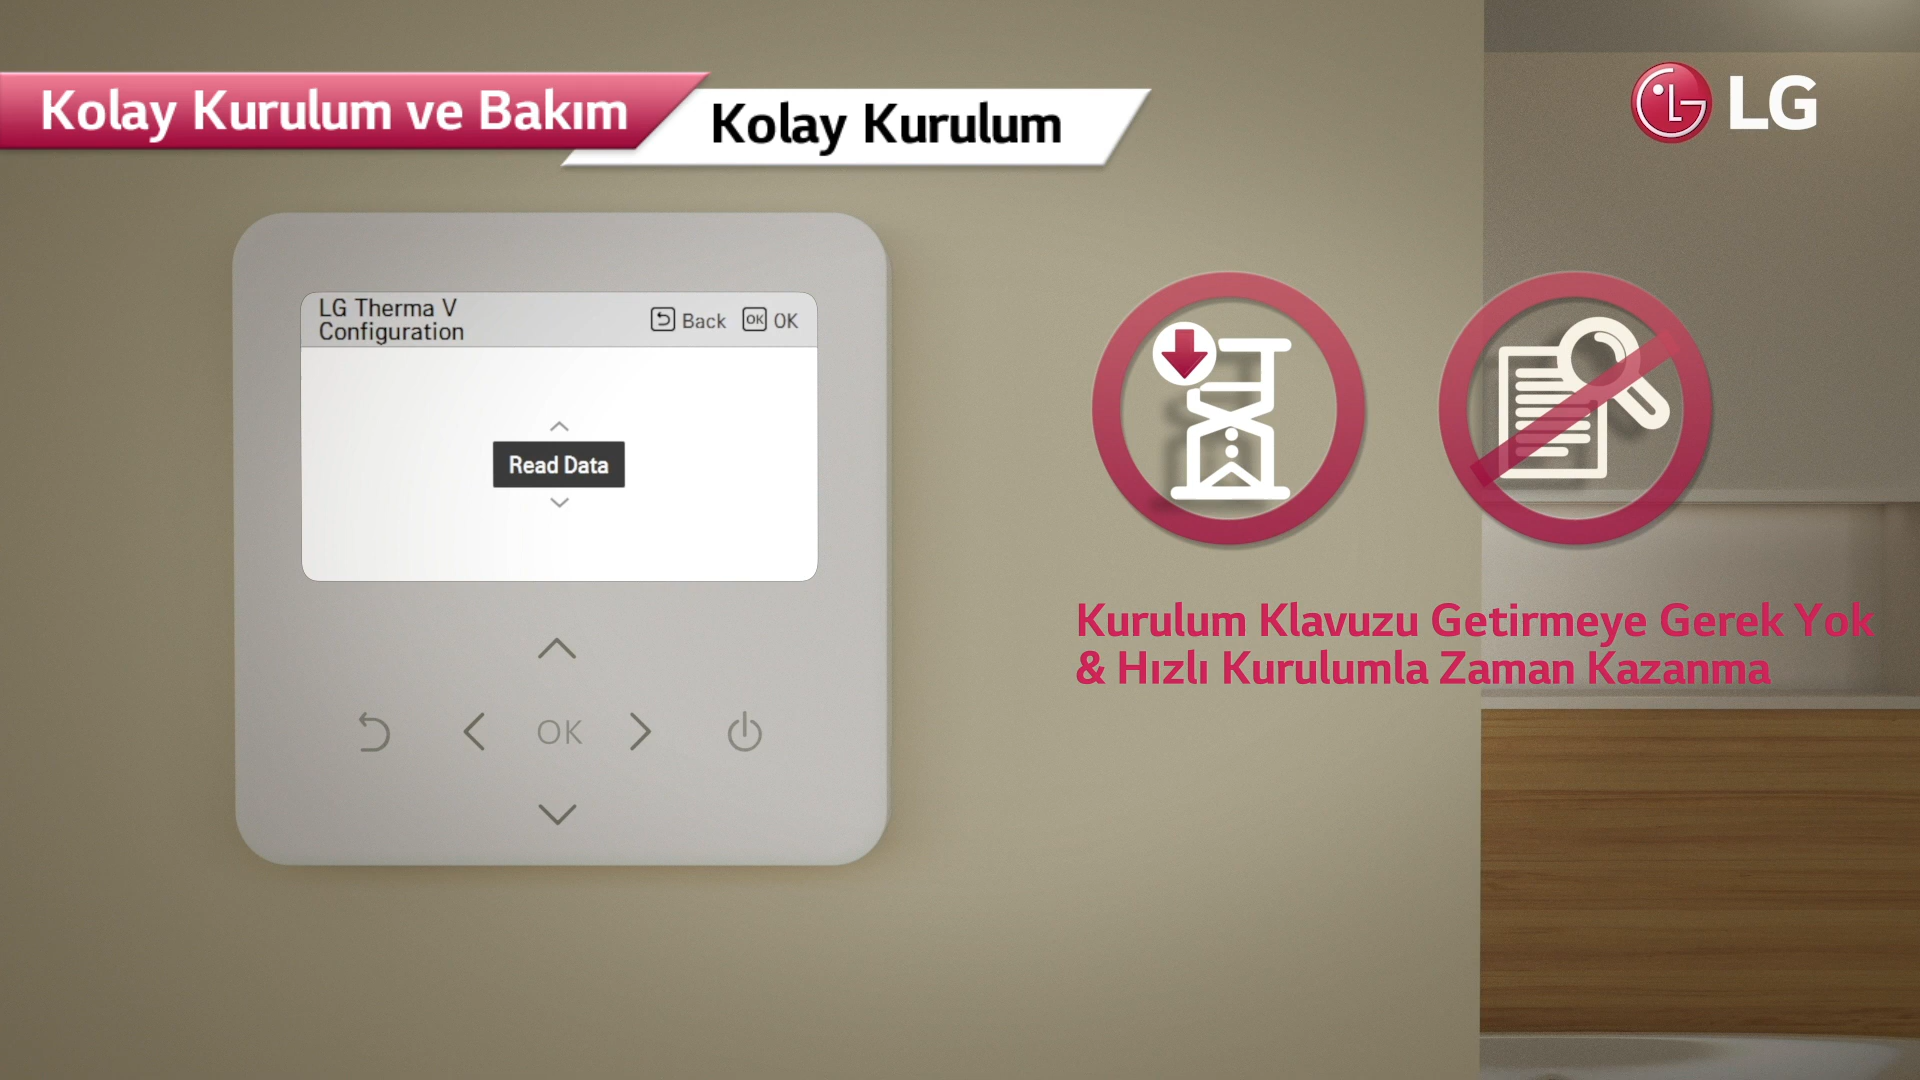 Kolay Kurulum ve Bakım
Kolay Kurulum
LG
LG Therma V
Configuration
Back
OK OK
Read Data
OK
Kurulum Klavuzu Getirmeye Gerek Yok
& Hızlı Kurulumla Zaman Kazanma